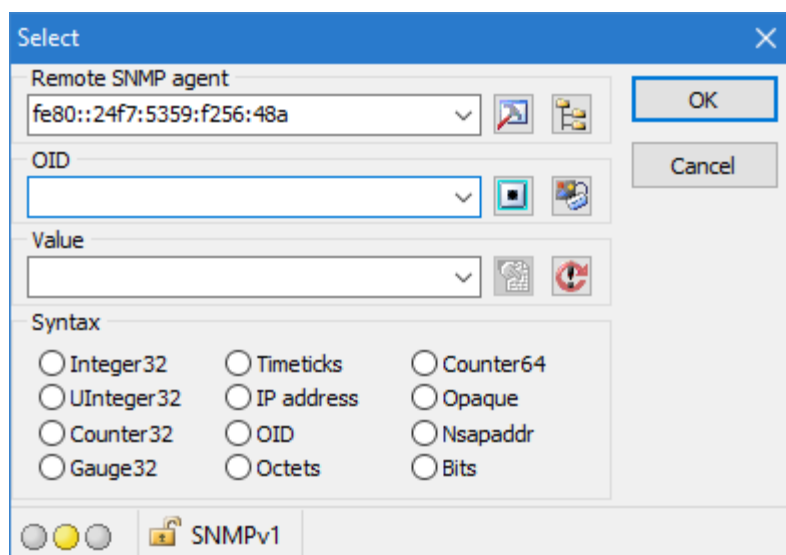 Select
Remote SNMP agent
fe80::24f7:5359:f256:48a
OK
OID
Cancel
Value
Syntax
Integer32 Timeticks Counter64
UInteger32 IP address Opaque
Counter32 OID Nsapaddr
Gauge32 Octets Bits
SNMPv1